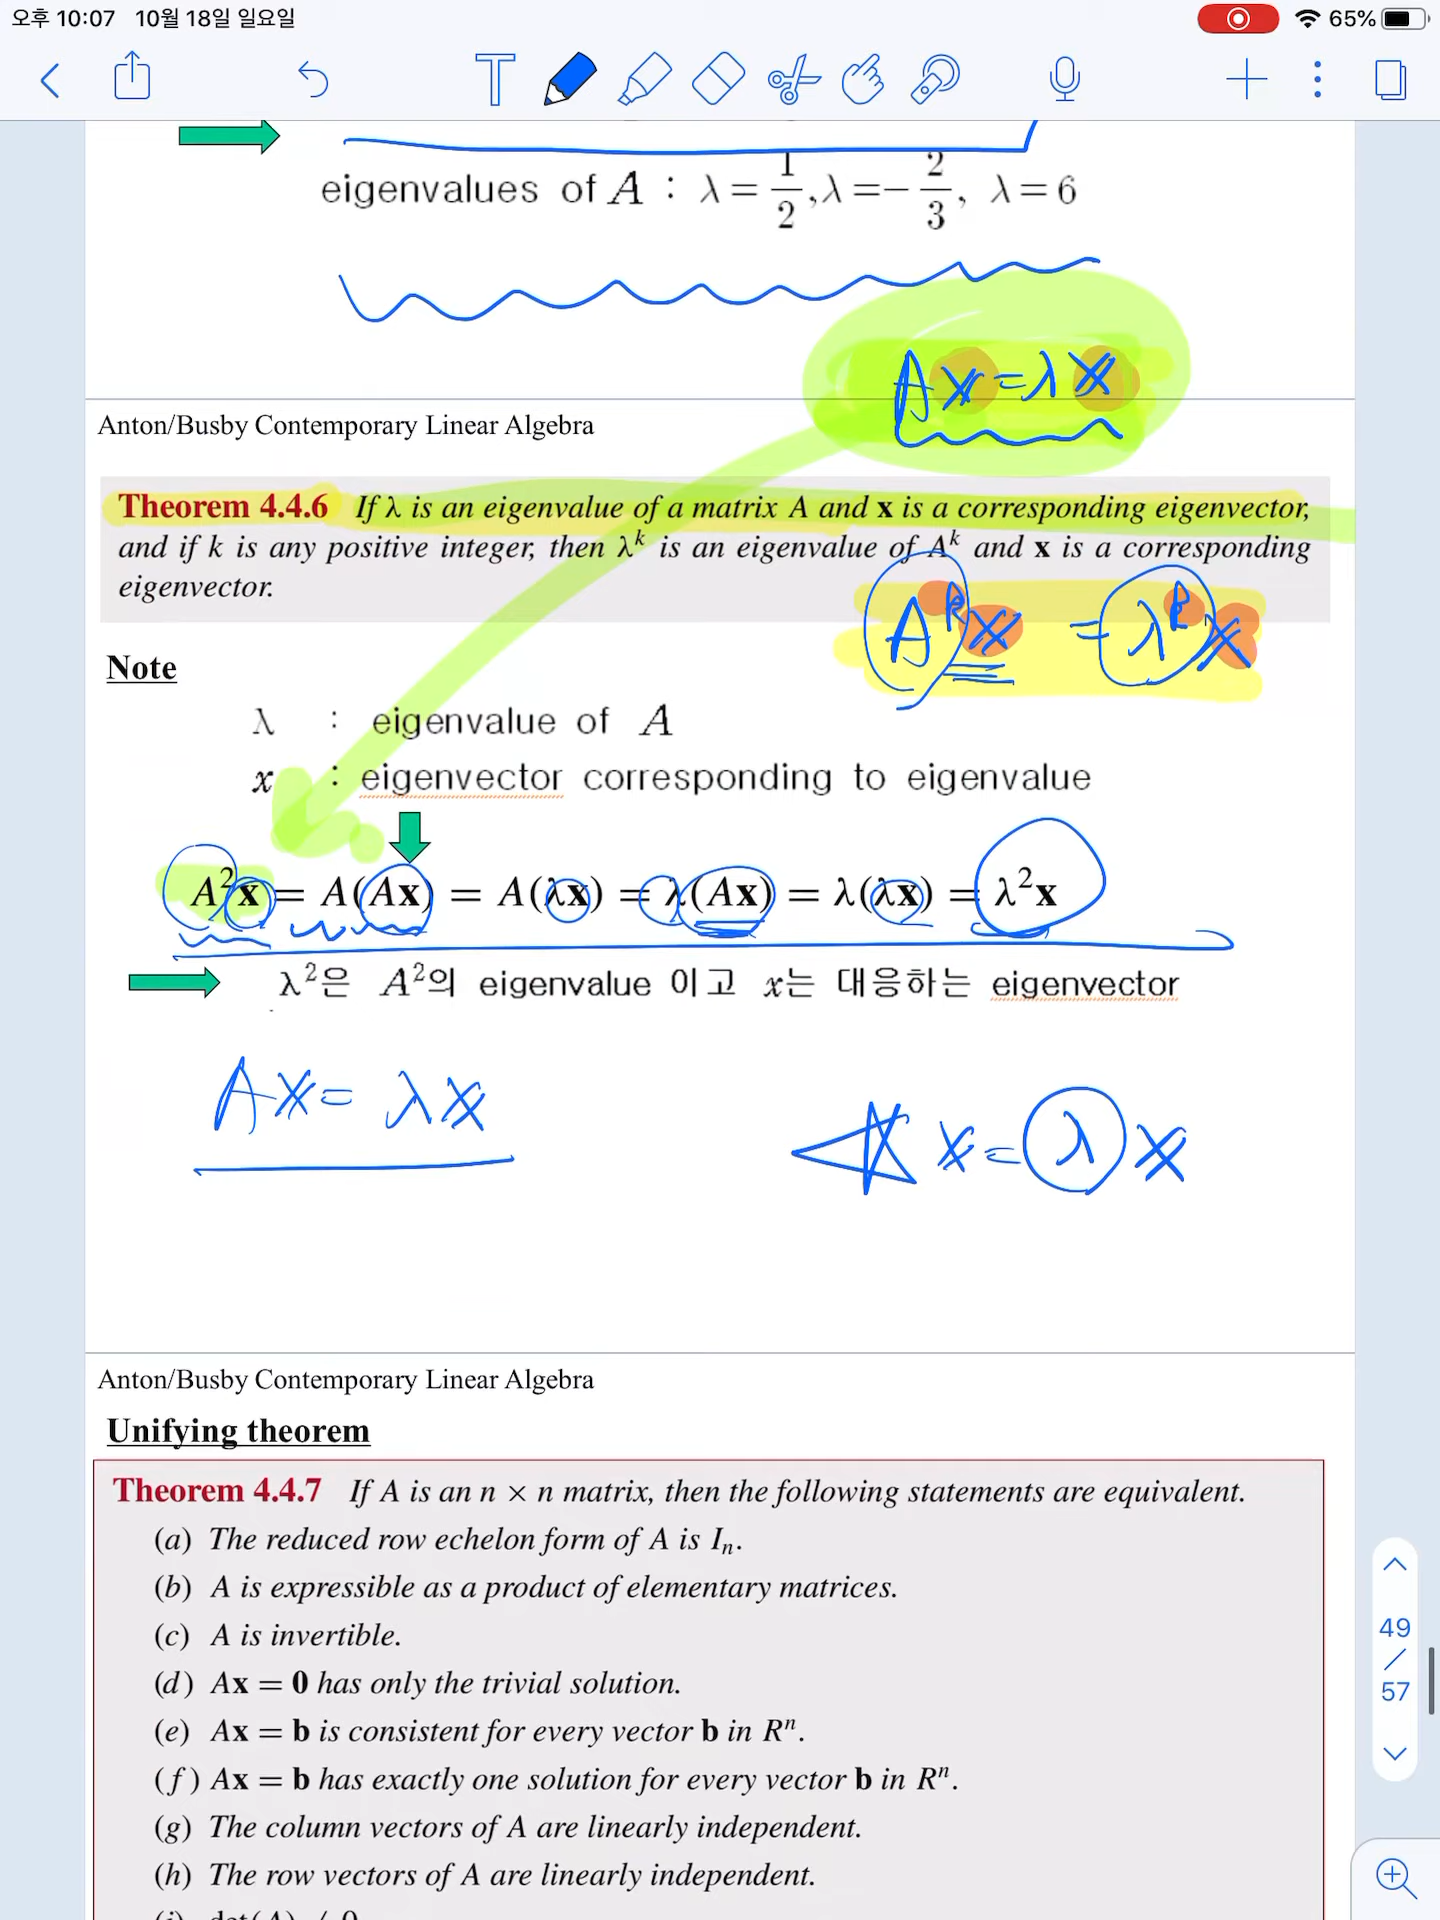 오후 10:07 10월 18일 일요일 65%
T
eigenvalues of A : λ = 1/2, λ = − 2/3, λ = 6
Ax = λx
Anton/Busby Contemporary Linear Algebra
Theorem 4.4.6 If λ is an eigenvalue of a matrix A and x is a corresponding eigenvector,
and if k is any positive integer, then λᵏ is an eigenvalue of Aᵏ and x is a corresponding
eigenvector.
Aᵏx = λᵏx
Note
λ : eigenvalue of A
x : eigenvector corresponding to eigenvalue
A²x = A(Ax) = A(λx) = λ(Ax) = λ(λx) = λ²x
λ²은 A²의 eigenvalue 이고 x는 대응하는 eigenvector
Ax = λx
x = λx
Anton/Busby Contemporary Linear Algebra
Unifying theorem
Theorem 4.4.7 If A is an n × n matrix, then the following statements are equivalent.
(a) The reduced row echelon form of A is Iₙ.
(b) A is expressible as a product of elementary matrices.
(c) A is invertible.
(d) Ax = 0 has only the trivial solution.
(e) Ax = b is consistent for every vector b in Rⁿ.
(f) Ax = b has exactly one solution for every vector b in Rⁿ.
(g) The column vectors of A are linearly independent.
(h) The row vectors of A are linearly independent.
49
/
57